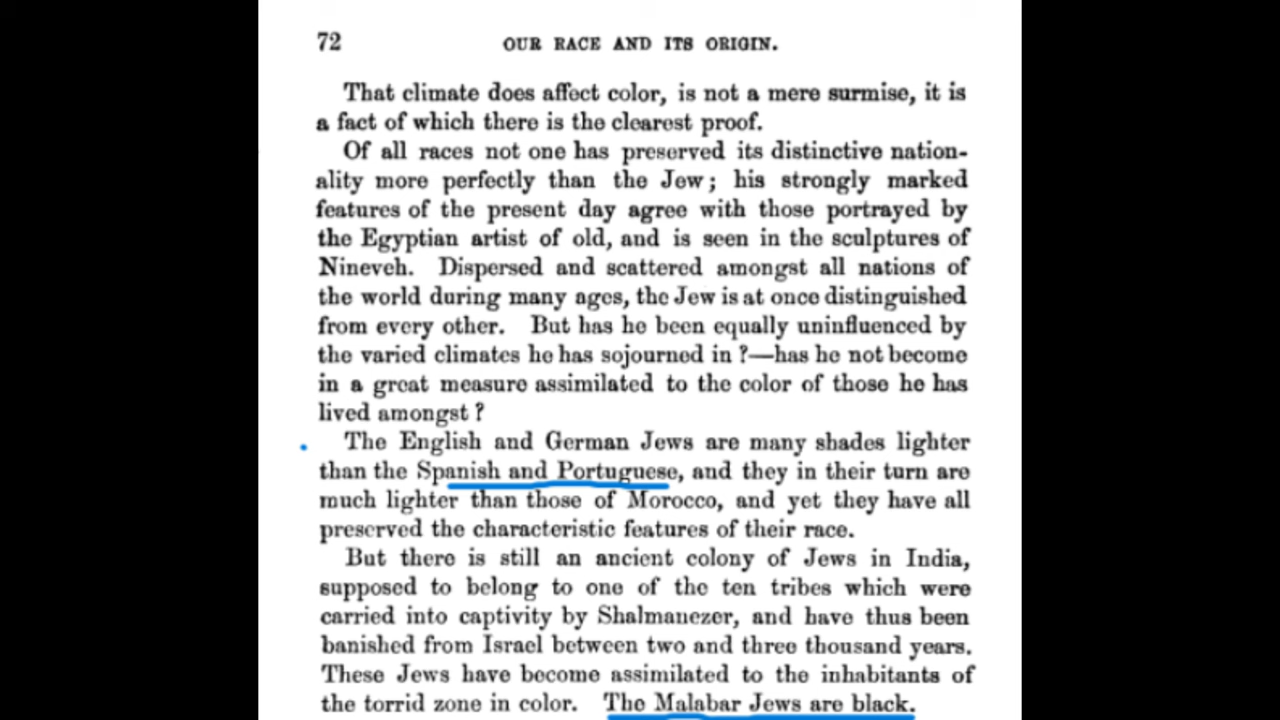 72 OUR RACE AND ITS ORIGIN.
That climate does affect color, is not a mere surmise, it is
a fact of which there is the clearest proof.
Of all races not one has preserved its distinctive nation-
ality more perfectly than the Jew; his strongly marked
features of the present day agree with those portrayed by
the Egyptian artist of old, and is seen in the sculptures of
Nineveh. Dispersed and scattered amongst all nations of
the world during many ages, the Jew is at once distinguished
from every other. But has he been equally uninfluenced by
the varied climates he has sojourned in?—has he not become
in a great measure assimilated to the color of those he has
lived amongst?
The English and German Jews are many shades lighter
than the Spanish and Portuguese, and they in their turn are
much lighter than those of Morocco, and yet they have all
preserved the characteristic features of their race.
But there is still an ancient colony of Jews in India,
supposed to belong to one of the ten tribes which were
carried into captivity by Shalmanezer, and have thus been
banished from Israel between two and three thousand years.
These Jews have become assimilated to the inhabitants of
the torrid zone in color. The Malabar Jews are black.